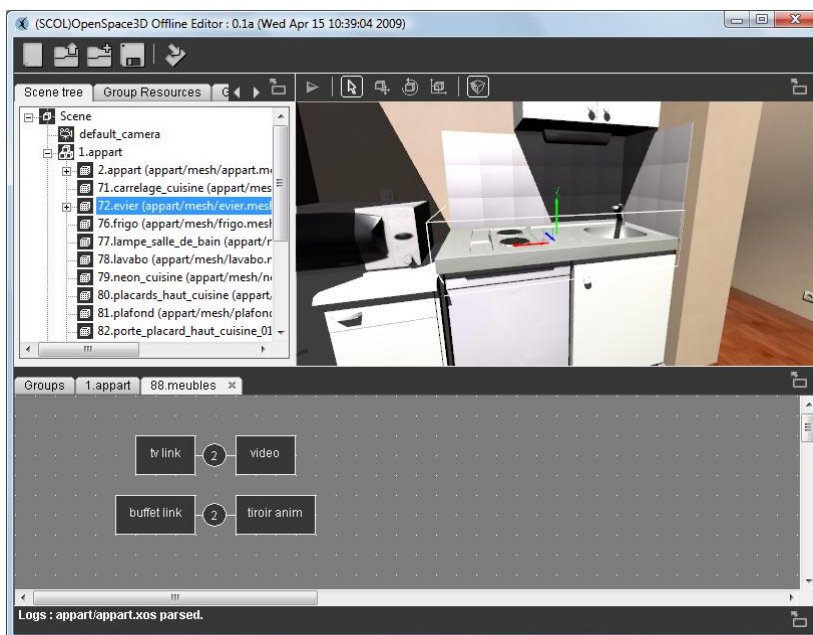 (SCOL)OpenSpace3D Offline Editor : 0.1a (Wed Apr 15 10:39:04 2009)
Scene tree Group Resources
Scene
default_camera
1.appart
2.appart (appart/mesh/appart.m
71.carrelage_cuisine (appart/mes
72.evier (appart/mesh/evier.mes
76.frigo (appart/mesh/frigo.mes
77.lampe_salle_de_bain (appart/
78.lavabo (appart/mesh/lavabo.
79.neon_cuisine (appart/mesh/n
80.placards_haut_cuisine (appart
81.plafond (appart/mesh/plafon
82.porte_placard_haut_cuisine_01
Groups 1.appart 88.meubles
tv link 2 video
buffet link 2 tiroir anim
Logs : appart/appart.xos parsed.